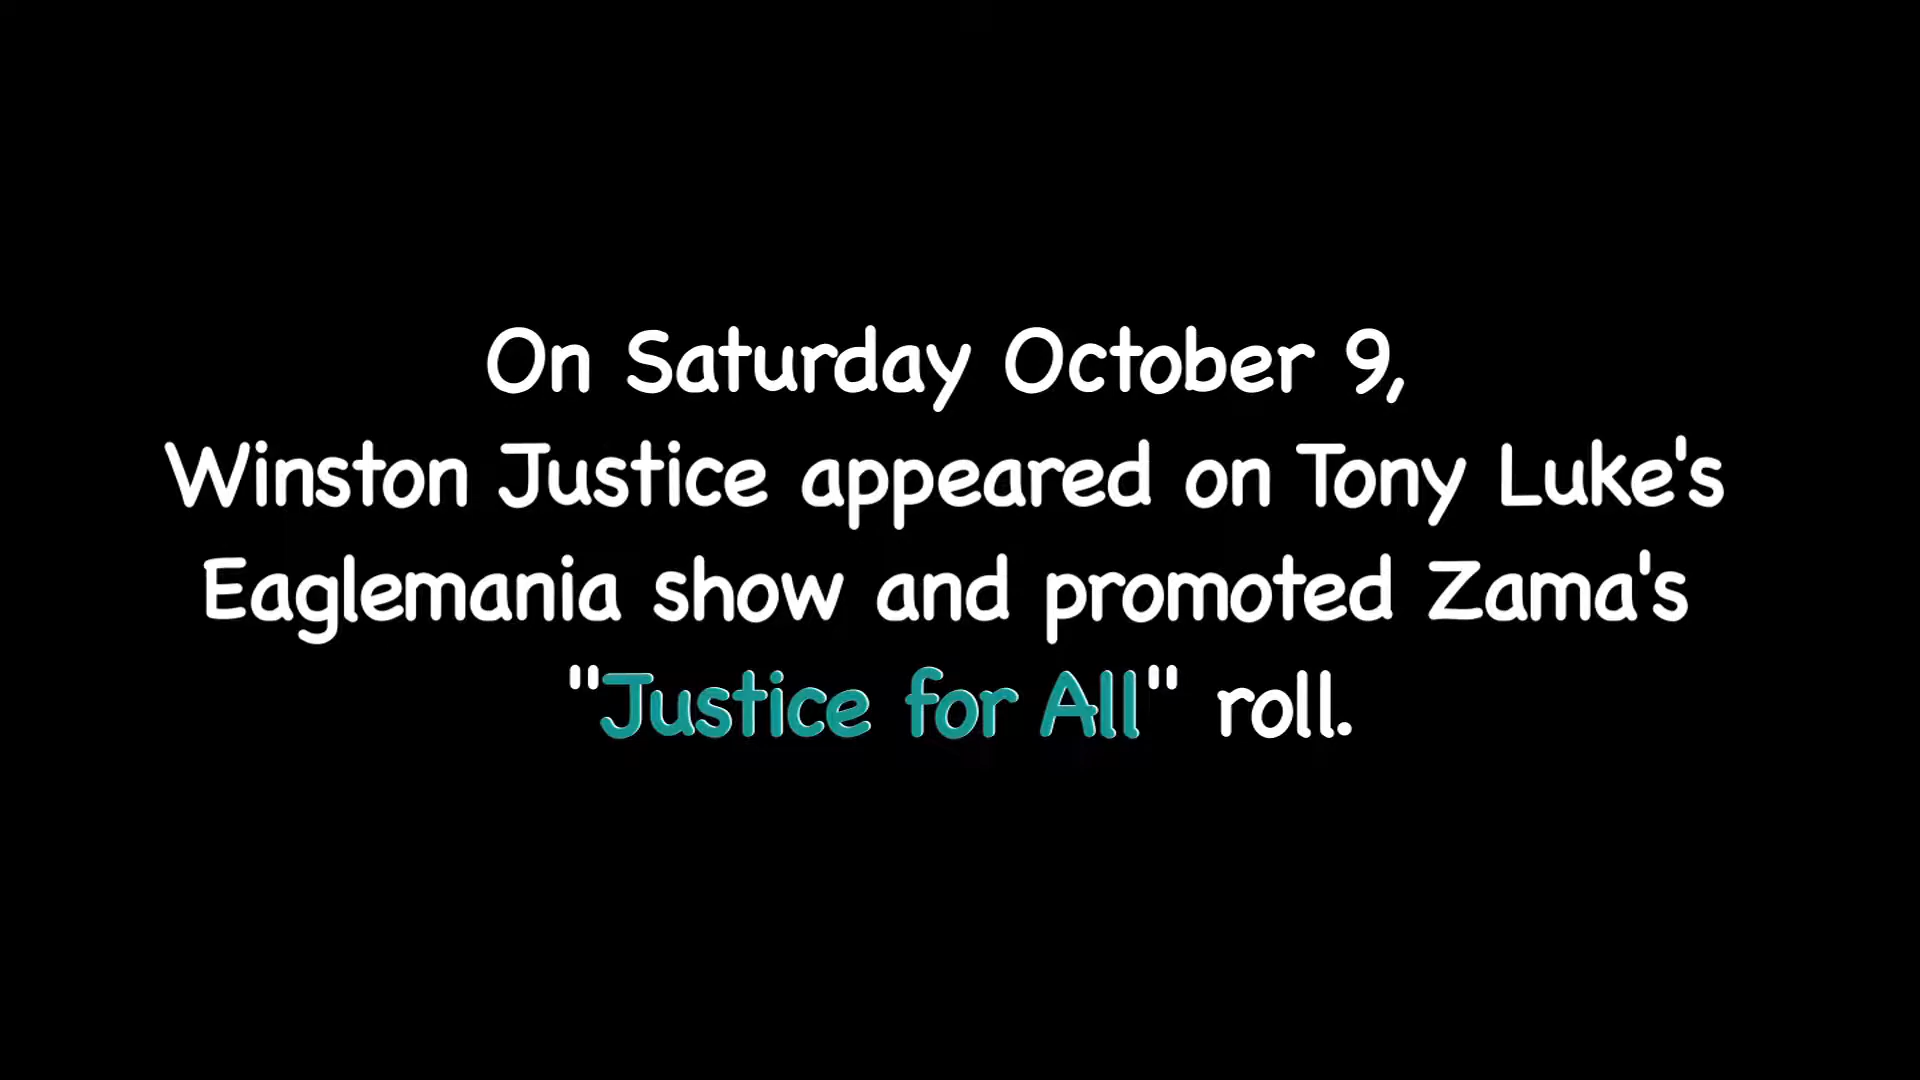 On Saturday October 9,
Winston Justice appeared on Tony Luke's
Eaglemania show and promoted Zama's
"Justice for All" roll.